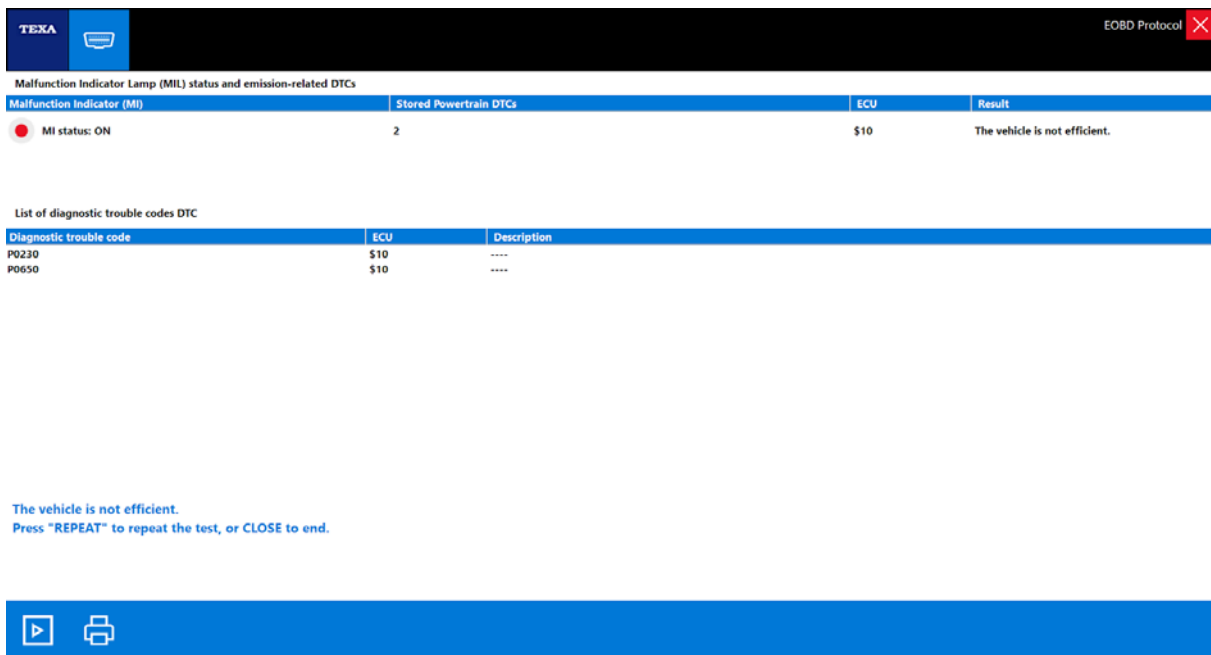 TEXA
EOBD Protocol
Malfunction Indicator Lamp (MIL) status and emission-related DTCs
Malfunction Indicator (MI) Stored Powertrain DTCs ECU Result
MI status: ON 2 $10 The vehicle is not efficient.
List of diagnostic trouble codes DTC
Diagnostic trouble code ECU Description
P0230 $10 ----
P0650 $10 ----
The vehicle is not efficient.
Press "REPEAT" to repeat the test, or CLOSE to end.